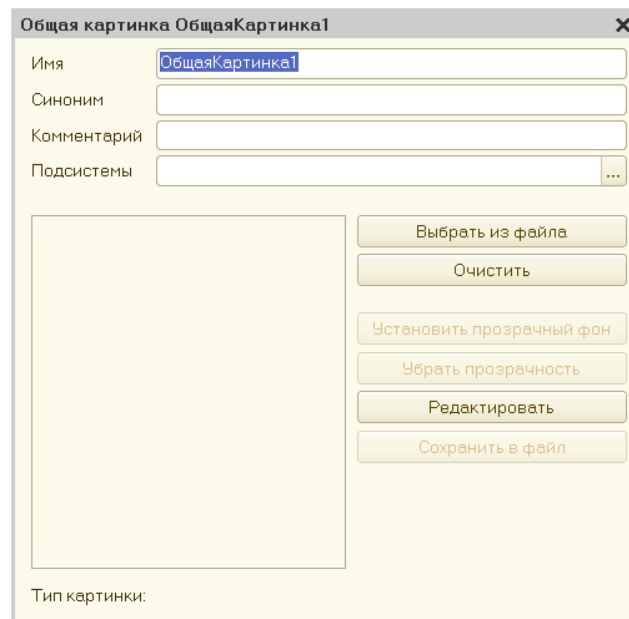 Общая картинка ОбщаяКартинка1
Имя ОбщаяКартинка1
Синоним
Комментарий
Подсистемы ...
Выбрать из файла
Очистить
Установить прозрачный фон
Убрать прозрачность
Редактировать
Сохранить в файл
Тип картинки: